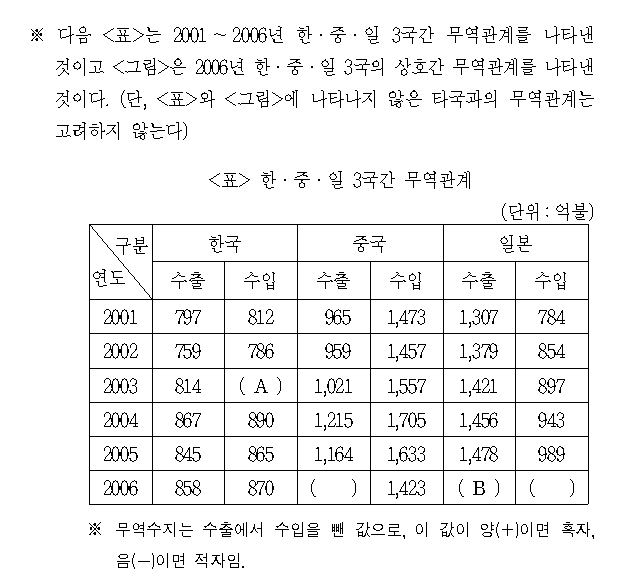 ※ 다음 <표>는 2001 ~ 2006년 한·중·일 3국간 무역관계를 나타낸
것이고 <그림>은 2006년 한·중·일 3국의 상호간 무역관계를 나타낸
것이다. (단, <표>와 <그림>에 나타나지 않은 타국과의 무역관계는
고려하지 않는다)
<표> 한·중·일 3국간 무역관계
(단위 : 억불)
구분 한국 중국 일본
연도 수출 수입 수출 수입 수출 수입
2001 797 812 965 1,473 1,307 784
2002 759 786 959 1,457 1,379 854
2003 814 ( A ) 1,021 1,557 1,421 897
2004 867 890 1,215 1,705 1,456 943
2005 845 865 1,164 1,633 1,478 989
2006 858 870 ( ) 1,423 ( B ) ( )
※ 무역수지는 수출에서 수입을 뺀 값으로, 이 값이 양(+)이면 흑자,
음(-)이면 적자임.